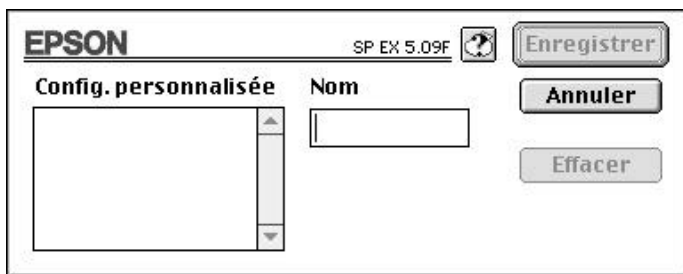 EPSON SP EX 5.09F ? Enregistrer
Config. personnalisée Nom Annuler
Effacer